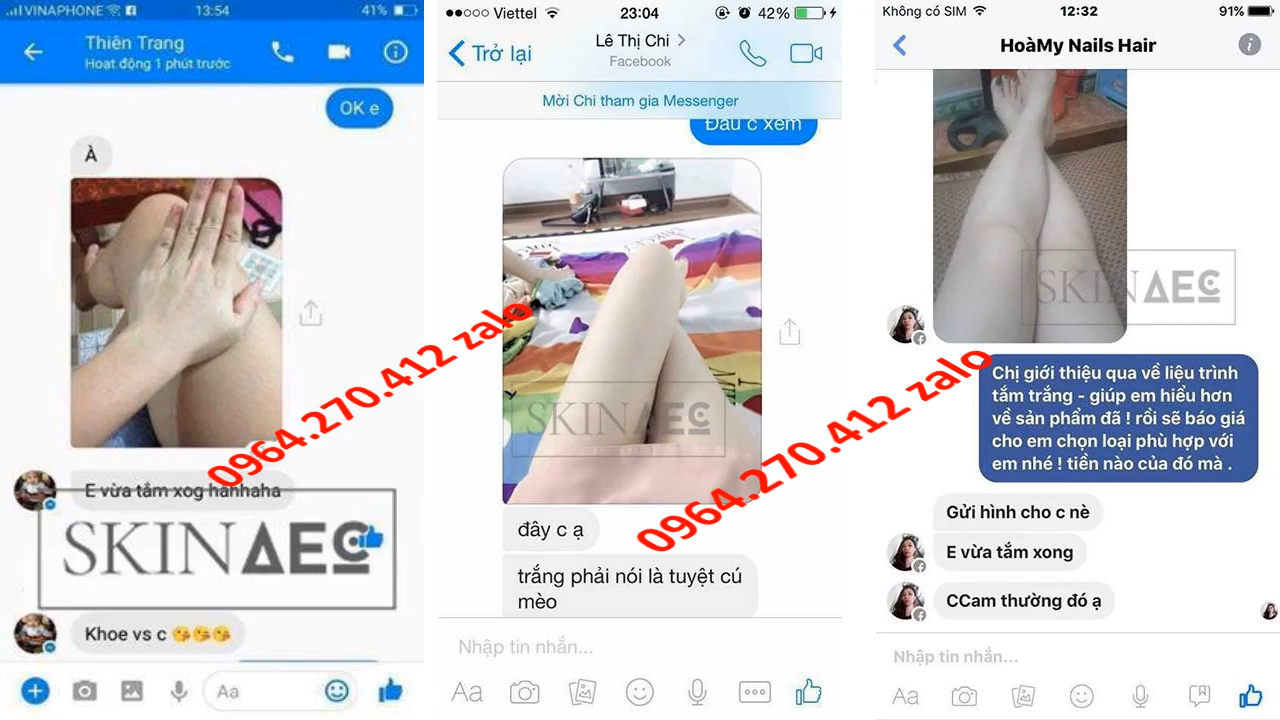 VINAPHONE
13:54
41%
Thiên Trang
Hoạt động 1 phút trước
OK e
À
E vừa tắm xog hahhaha
SKINAEC
Khoe vs c 😘😘😘
Aa
Viettel
23:04
42%
Trở lại
Lê Thị Chi
Facebook
Mời Chi tham gia Messenger
Đâu c xem
SKINAEC
đây c ạ
trắng phải nói là tuyệt cú
mèo
Nhập tin nhắn...
Aa
0964.270.412 zalo
0964.270.412 zalo
Không có SIM
12:32
91%
HoàMy Nails Hair
SKINAEC
Chị giới thiệu qua về liệu trình
tắm trắng - giúp em hiểu hơn
về sản phẩm đã ! rồi sẽ báo giá
cho em chọn loại phù hợp với
em nhé ! tiền nào của đó mà .
Gửi hình cho c nè
E vừa tắm xong
CCam thường đó ạ
Nhập tin nhắn...
Aa